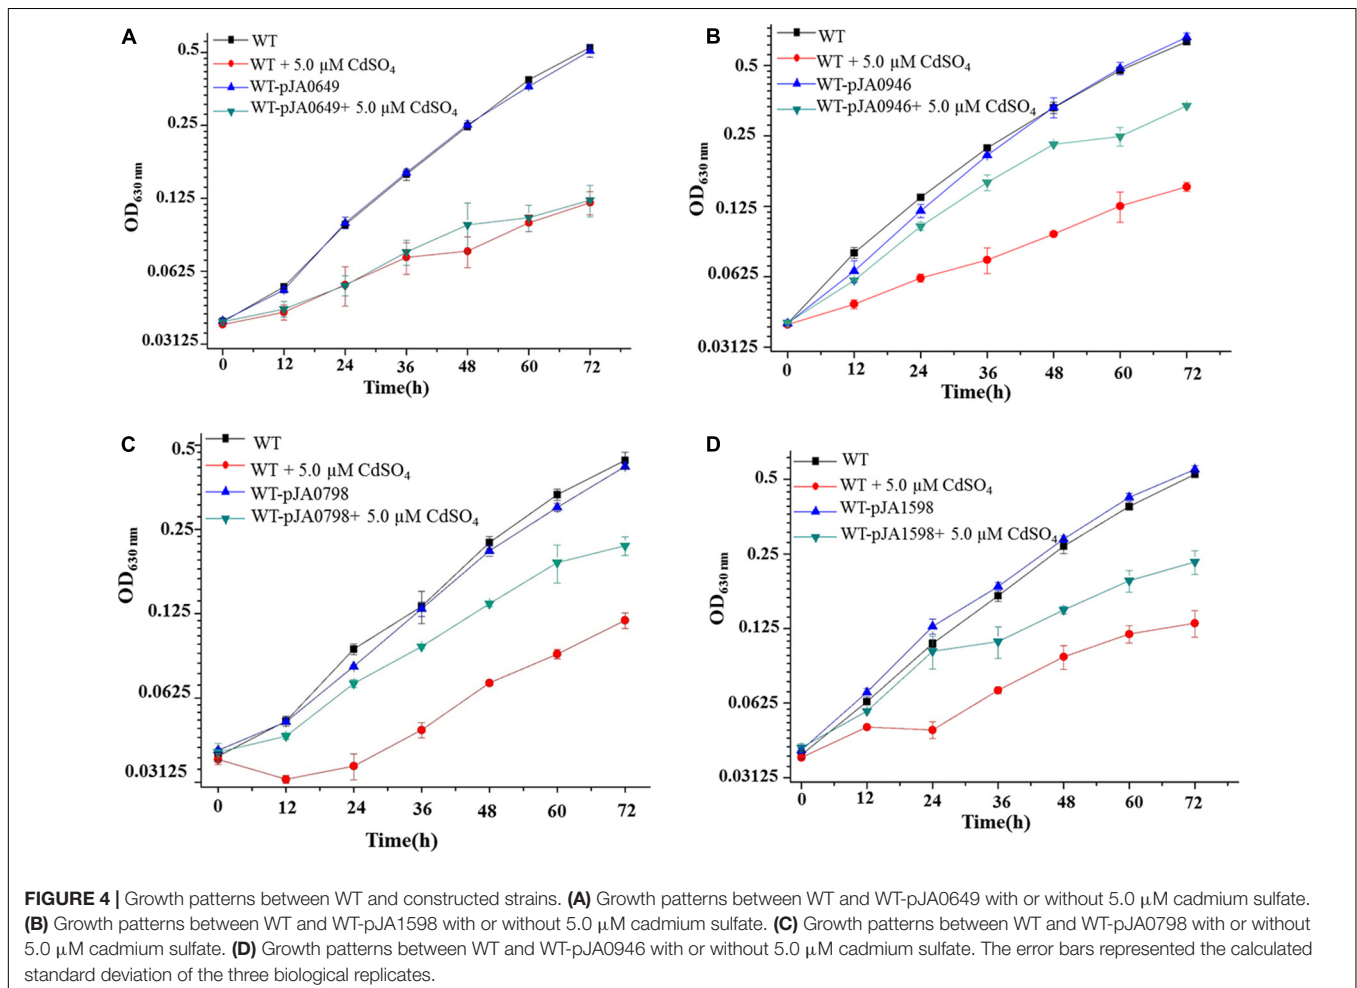 A
WT
WT + 5.0 µM CdSO4
WT-pJA0649
WT-pJA0649+ 5.0 µM CdSO4
0.5
0.25
0.125
0.0625
0.03125
OD630 nm
0 12 24 36 48 60 72
Time(h)
B
WT
WT + 5.0 µM CdSO4
WT-pJA0946
WT-pJA0946+ 5.0 µM CdSO4
0.5
0.25
0.125
0.0625
0.03125
OD630 nm
0 12 24 36 48 60 72
Time(h)
C
WT
WT + 5.0 µM CdSO4
WT-pJA0798
WT-pJA0798+ 5.0 µM CdSO4
0.5
0.25
0.125
0.0625
0.03125
OD630 nm
0 12 24 36 48 60 72
Time(h)
D
WT
WT + 5.0 µM CdSO4
WT-pJA1598
WT-pJA1598+ 5.0 µM CdSO4
0.5
0.25
0.125
0.0625
0.03125
OD630 nm
0 12 24 36 48 60 72
Time(h)
FIGURE 4 | Growth patterns between WT and constructed strains. (A) Growth patterns between WT and WT-pJA0649 with or without 5.0 µM cadmium sulfate.
(B) Growth patterns between WT and WT-pJA1598 with or without 5.0 µM cadmium sulfate. (C) Growth patterns between WT and WT-pJA0798 with or without
5.0 µM cadmium sulfate. (D) Growth patterns between WT and WT-pJA0946 with or without 5.0 µM cadmium sulfate. The error bars represented the calculated
standard deviation of the three biological replicates.